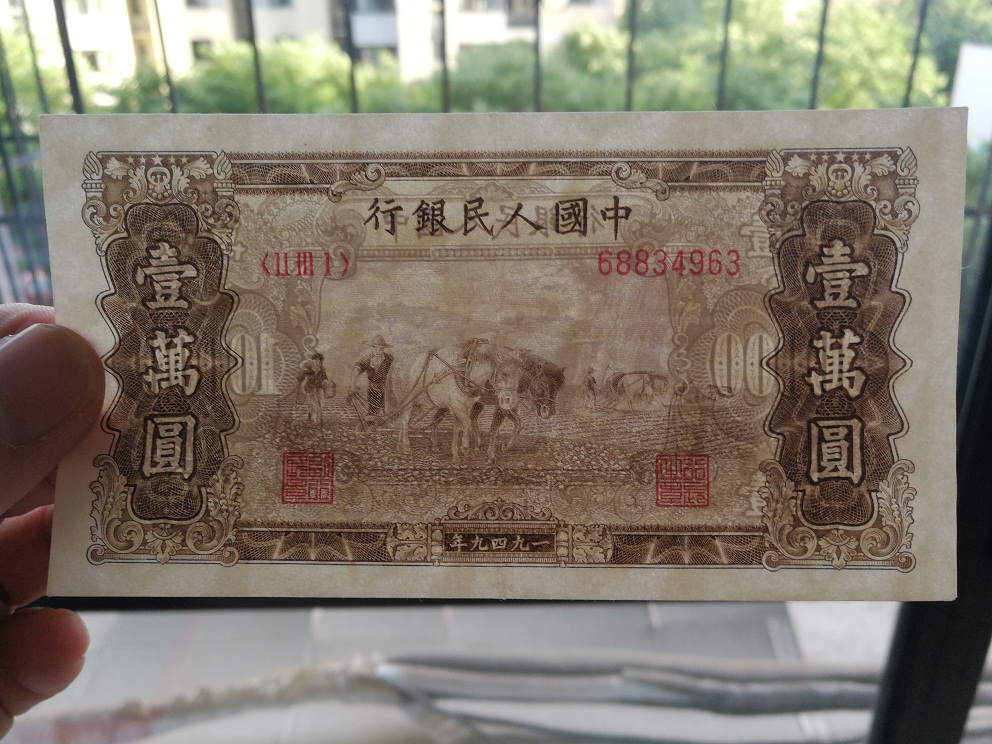 中國人民銀行
〈II III I〉
68834963
壹萬圓
壹萬圓
一九四九年